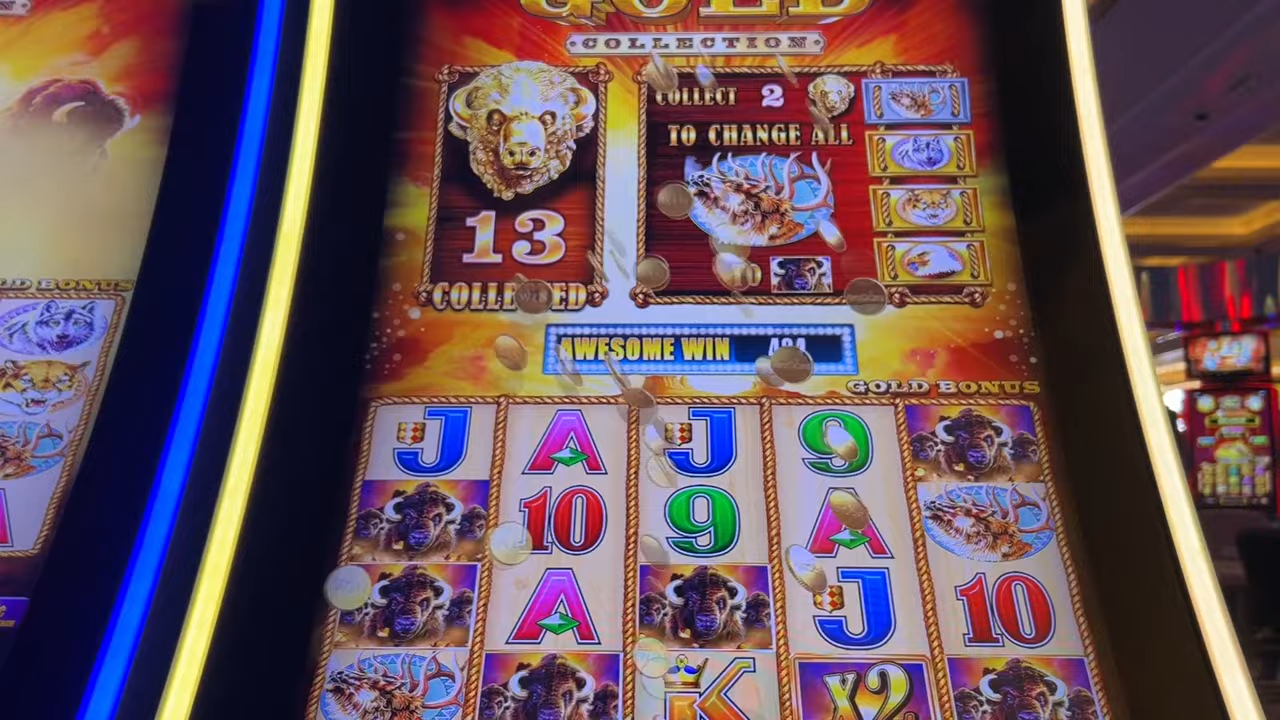 GOLD
COLLECTION
COLLECT 2
TO CHANGE ALL
13
COLLECTED
AWESOME WIN
GOLD BONUS
GOLD BONUS
J A J 9
10 9 A
A J 10
K X2